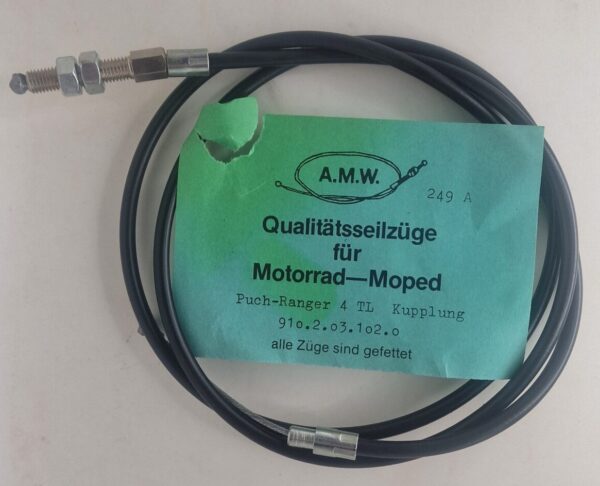 A.M.W.
249 A
Qualitätsseilzüge
für
Motorrad—Moped
Puch-Ranger 4 TL Kupplung
91o.2.o3.1o2.o
alle Züge sind gefettet